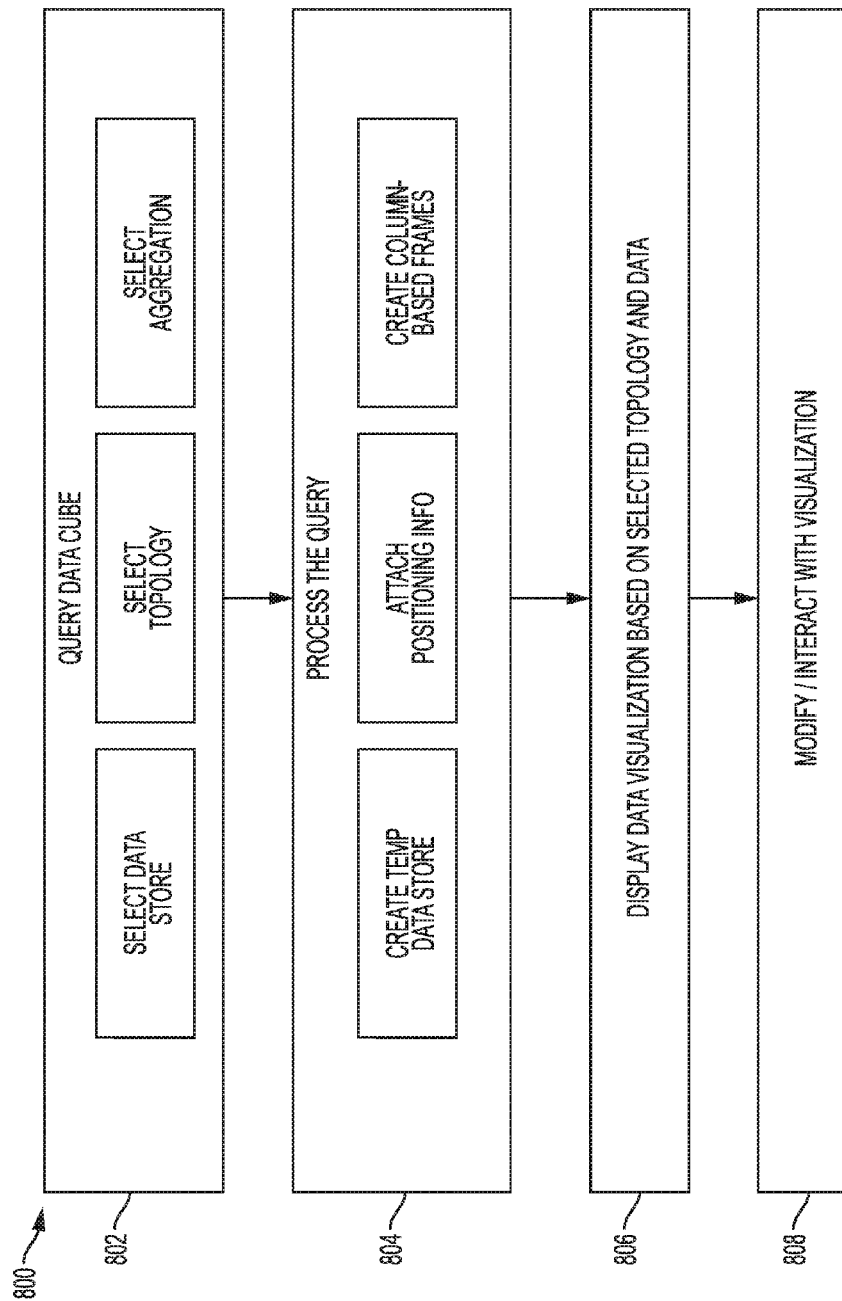 800
802
QUERY DATA CUBE
SELECT DATA
STORE
SELECT
TOPOLOGY
SELECT
AGGREGATION
804
PROCESS THE QUERY
CREATE TEMP
DATA STORE
ATTACH
POSITIONING INFO
CREATE COLUMN-
BASED FRAMES
806
DISPLAY DATA VISUALIZATION BASED ON SELECTED TOPOLOGY AND DATA
808
MODIFY / INTERACT WITH VISUALIZATION